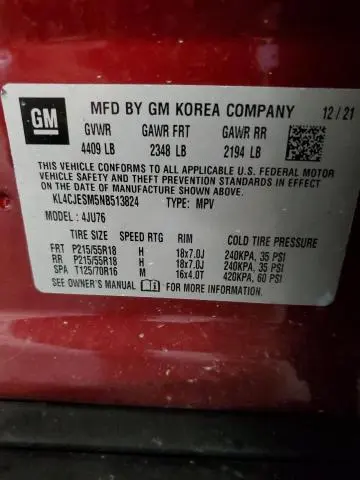 GM MFD BY GM KOREA COMPANY 12/21
GVWR GAWR FRT GAWR RR
4409 LB 2348 LB 2194 LB
THIS VEHICLE CONFORMS TO ALL APPLICABLE U.S. FEDERAL MOTOR
VEHICLE SAFETY AND THEFT PREVENTION STANDARDS IN EFFECT ON
THE DATE OF MANUFACTURE SHOWN ABOVE.
KL4CJESM5NB513824 TYPE: MPV
MODEL: 4JU76
TIRE SIZE SPEED RTG RIM COLD TIRE PRESSURE
FRT P215/55R18 H 18x7.0J 240KPA, 35 PSI
RR P215/55R18 H 18x7.0J 240KPA, 35 PSI
SPA T125/70R16 M 16x4.0T 420KPA, 60 PSI
SEE OWNER'S MANUAL FOR MORE INFORMATION.